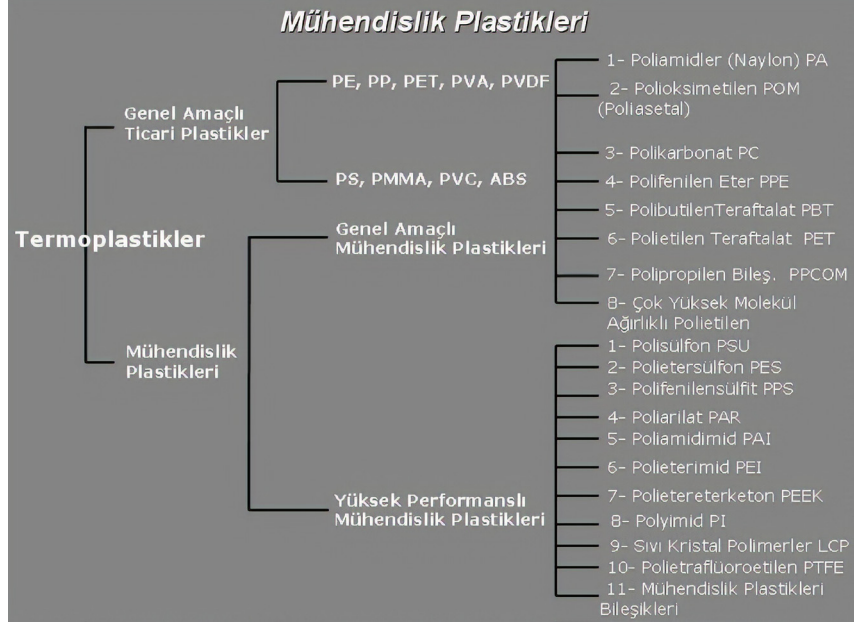 Mühendislik Plastikleri
Termoplastikler
Genel Amaçlı
Ticari Plastikler
PE, PP, PET, PVA, PVDF
PS, PMMA, PVC, ABS
Mühendislik
Plastikleri
Genel Amaçlı
Mühendislik Plastikleri
1- Poliamidler (Naylon) PA
2- Polioksimetilen POM
(Poliasetal)
3- Polikarbonat PC
4- Polifenilen Eter PPE
5- PolibutilenTeraftalat PBT
6- Polietilen Teraftalat PET
7- Polipropilen Bileş. PPCOM
8- Çok Yüksek Molekül
Ağırlıklı Polietilen
Yüksek Performanslı
Mühendislik Plastikleri
1- Polisülfon PSU
2- Polietersülfon PES
3- Polifenilensülfit PPS
4- Poliarilat PAR
5- Poliamidimid PAI
6- Polieterimid PEI
7- Polietereterketon PEEK
8- Polyimid PI
9- Sıvı Kristal Polimerler LCP
10- Polietraflüoroetilen PTFE
11- Mühendislik Plastikleri
Bileşikleri